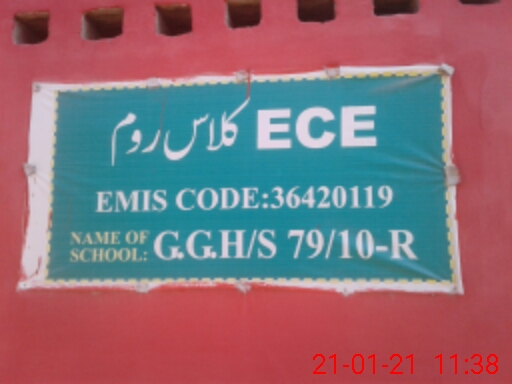 ECE کلاس روم
EMIS CODE:36420119
NAME OF SCHOOL: G.G.H/S 79/10-R
21-01-21 11:38